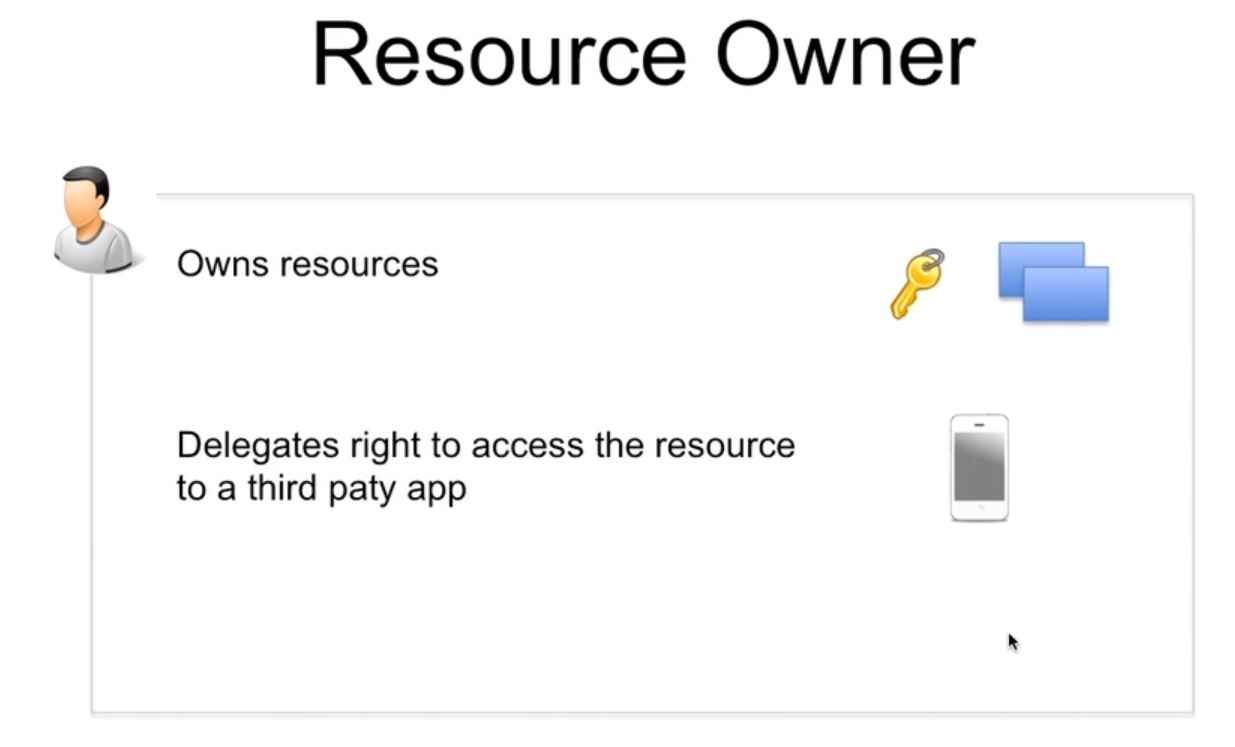 Resource Owner
Owns resources
Delegates right to access the resource
to a third paty app